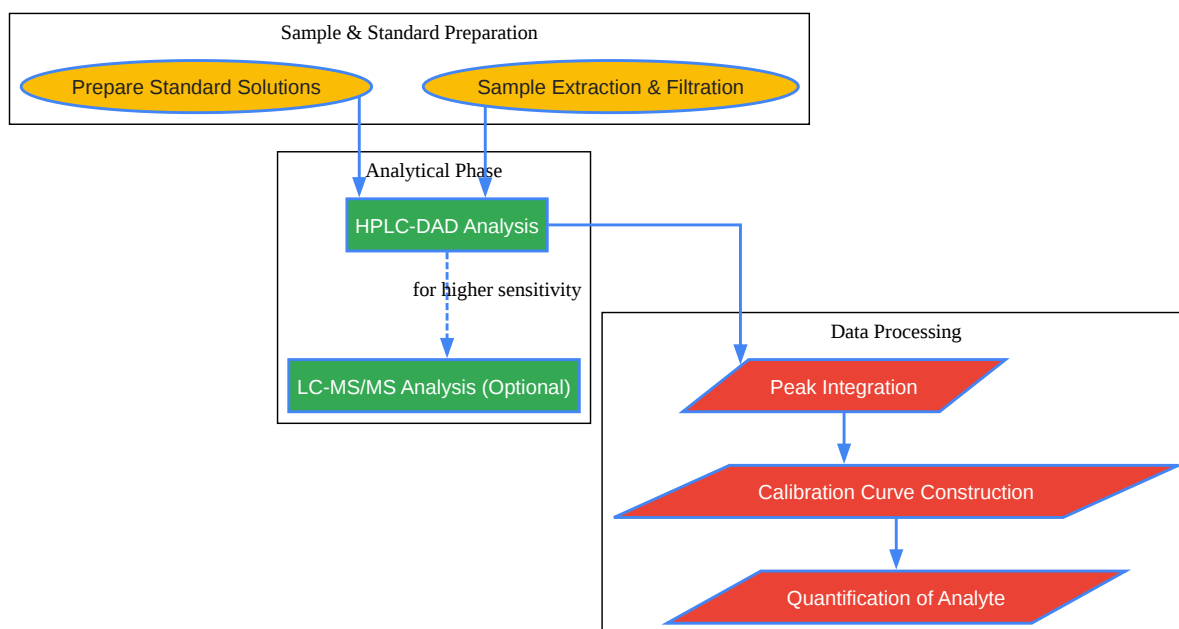 Sample & Standard Preparation
Prepare Standard Solutions
Sample Extraction & Filtration
Analytical Phase
HPLC-DAD Analysis
for higher sensitivity
LC-MS/MS Analysis (Optional)
Data Processing
Peak Integration
Calibration Curve Construction
Quantification of Analyte